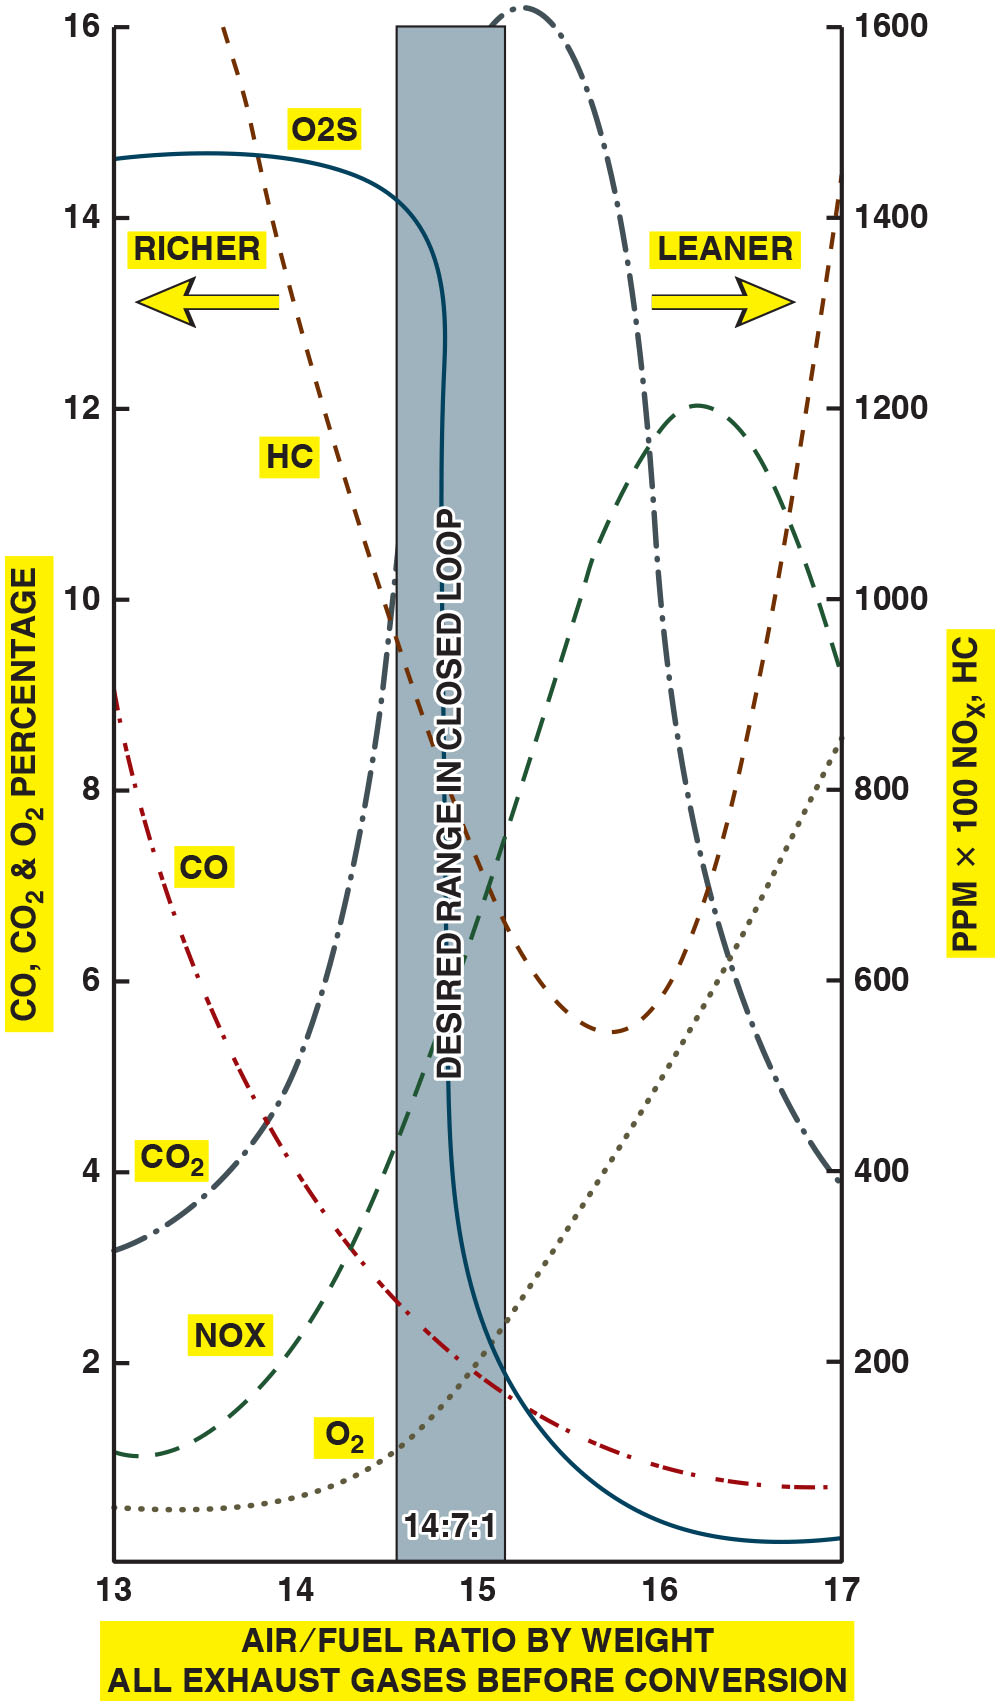 16
1600
O2S
14
1400
RICHER
LEANER
12
1200
HC
DESIRED RANGE IN CLOSED LOOP
10
1000
CO, CO₂ & O₂ PERCENTAGE
PPM × 100 NOₓ, HC
8
800
CO
6
600
CO₂
4
400
NOX
2
200
O₂
14:7:1
13 14 15 16 17
AIR/FUEL RATIO BY WEIGHT
ALL EXHAUST GASES BEFORE CONVERSION